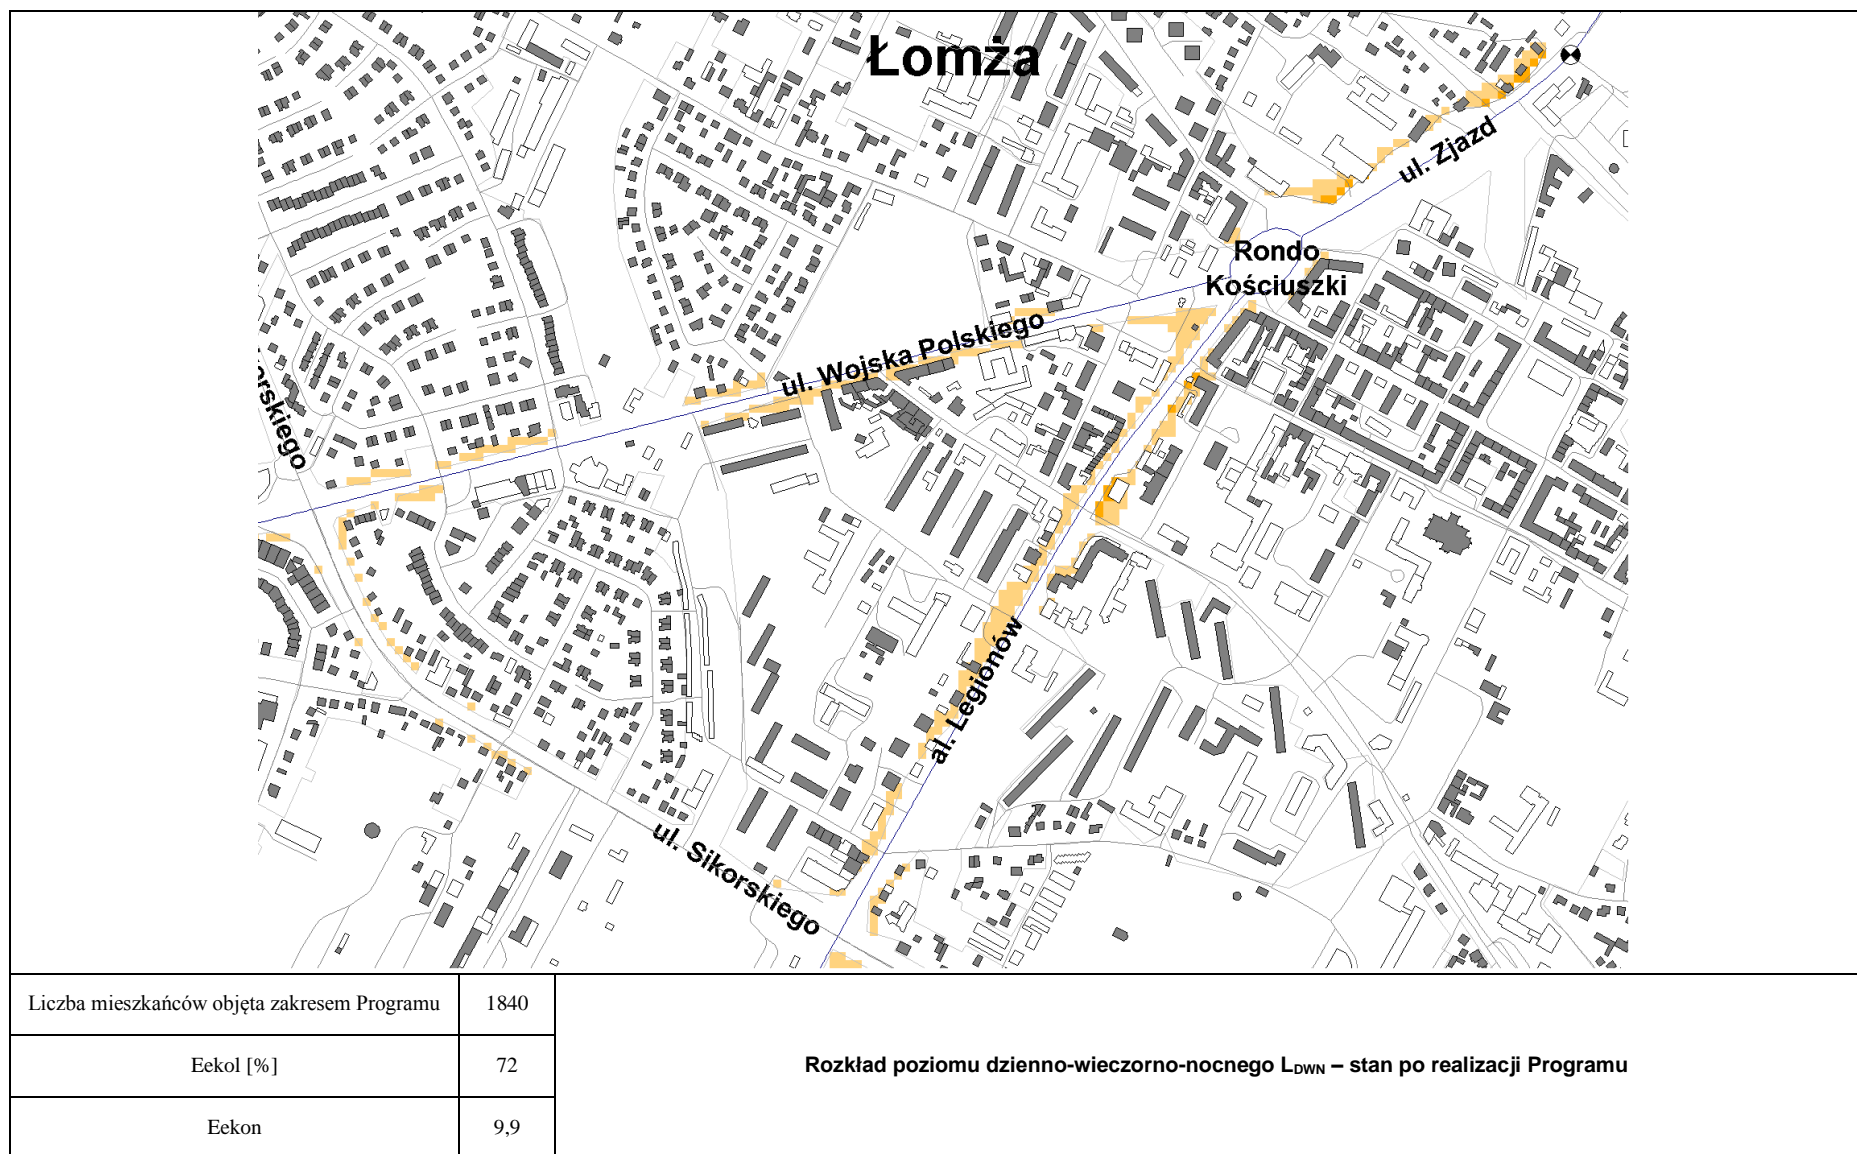 Łomża
ul. Zjazd
Rondo
Kościuszki
ul. Wojska Polskiego
orskiego
al. Legionów
ul. Sikorskiego
Liczba mieszkańców objęta zakresem Programu 1840
Eekol [%] 72
Rozkład poziomu dzienno-wieczorno-nocnego LDWN – stan po realizacji Programu
Eekon 9,9